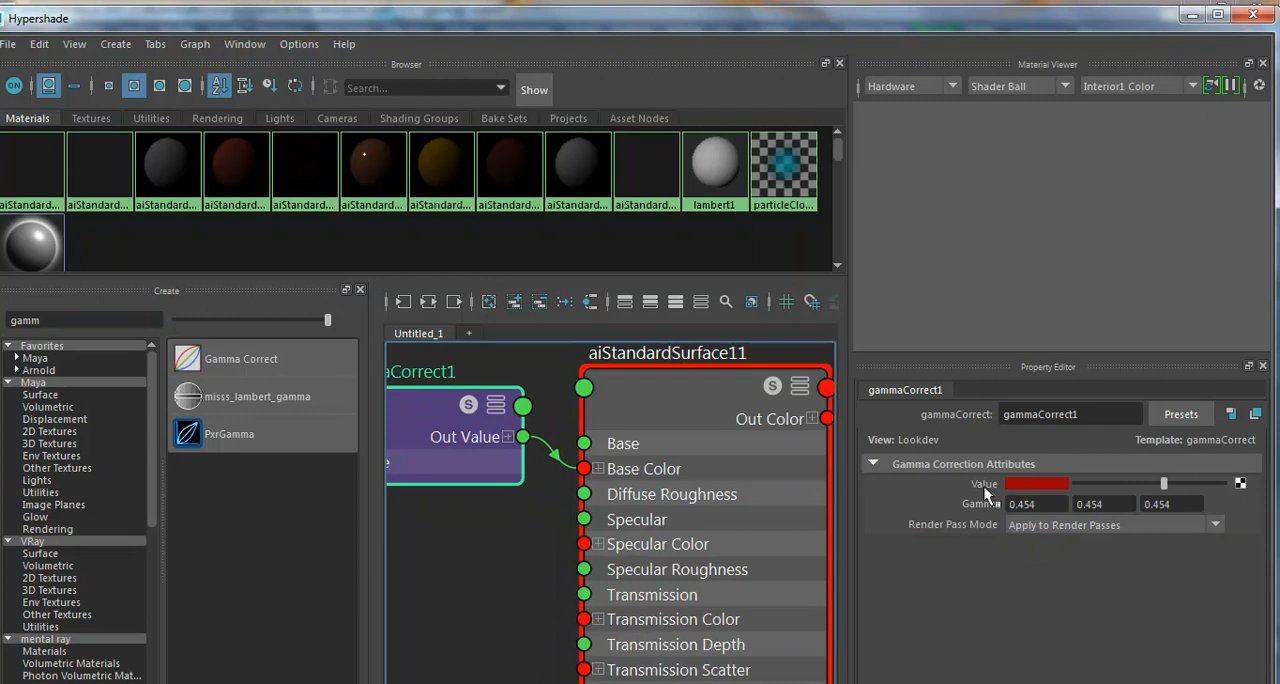 Hypershade
File Edit View Create Tabs Graph Window Options Help
Browser
ON Search... Show
Materials Textures Utilities Rendering Lights Cameras Shading Groups Bake Sets Projects Asset Nodes
aiStandard... aiStandard... aiStandard... aiStandard... aiStandard... aiStandard... aiStandard... aiStandard... aiStandard... aiStandard... lambert1 particleClo...
Material Viewer
Hardware Shader Ball Interior1 Color
Create
gamm
Favorites
Maya
Arnold
Maya
Surface
Volumetric
Displacement
2D Textures
3D Textures
Env Textures
Other Textures
Lights
Utilities
Image Planes
Glow
Rendering
VRay
Surface
Volumetric
2D Textures
3D Textures
Env Textures
Other Textures
Utilities
mental ray
Materials
Volumetric Materials
Photon Volumetric Mat...
Gamma Correct
misss_lambert_gamma
PxrGamma
Untitled_1 +
aCorrect1
S
Out Value
e
aiStandardSurface11
S
Out Color
Base
Base Color
Diffuse Roughness
Specular
Specular Color
Specular Roughness
Transmission
Transmission Color
Transmission Depth
Transmission Scatter
Property Editor
gammaCorrect1
gammaCorrect: gammaCorrect1 Presets
View: Lookdev Template: gammaCorrect
Gamma Correction Attributes
Value
Gamma 0.454 0.454 0.454
Render Pass Mode Apply to Render Passes